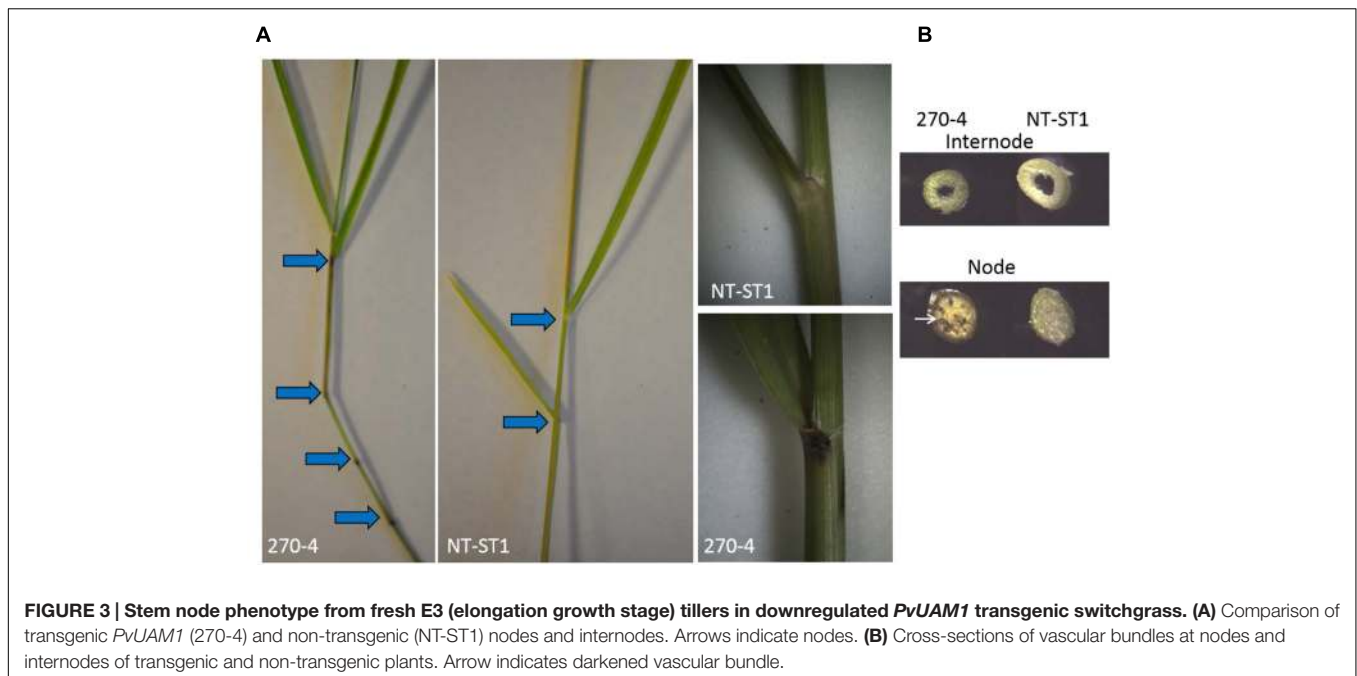 A
B
270-4
NT-ST1
NT-ST1
270-4
270-4 NT-ST1
Internode
Node
FIGURE 3 | Stem node phenotype from fresh E3 (elongation growth stage) tillers in downregulated PvUAM1 transgenic switchgrass. (A) Comparison of
transgenic PvUAM1 (270-4) and non-transgenic (NT-ST1) nodes and internodes. Arrows indicate nodes. (B) Cross-sections of vascular bundles at nodes and
internodes of transgenic and non-transgenic plants. Arrow indicates darkened vascular bundle.